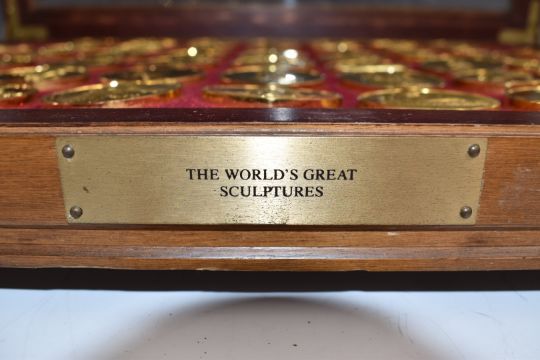 THE WORLD'S GREAT
SCULPTURES